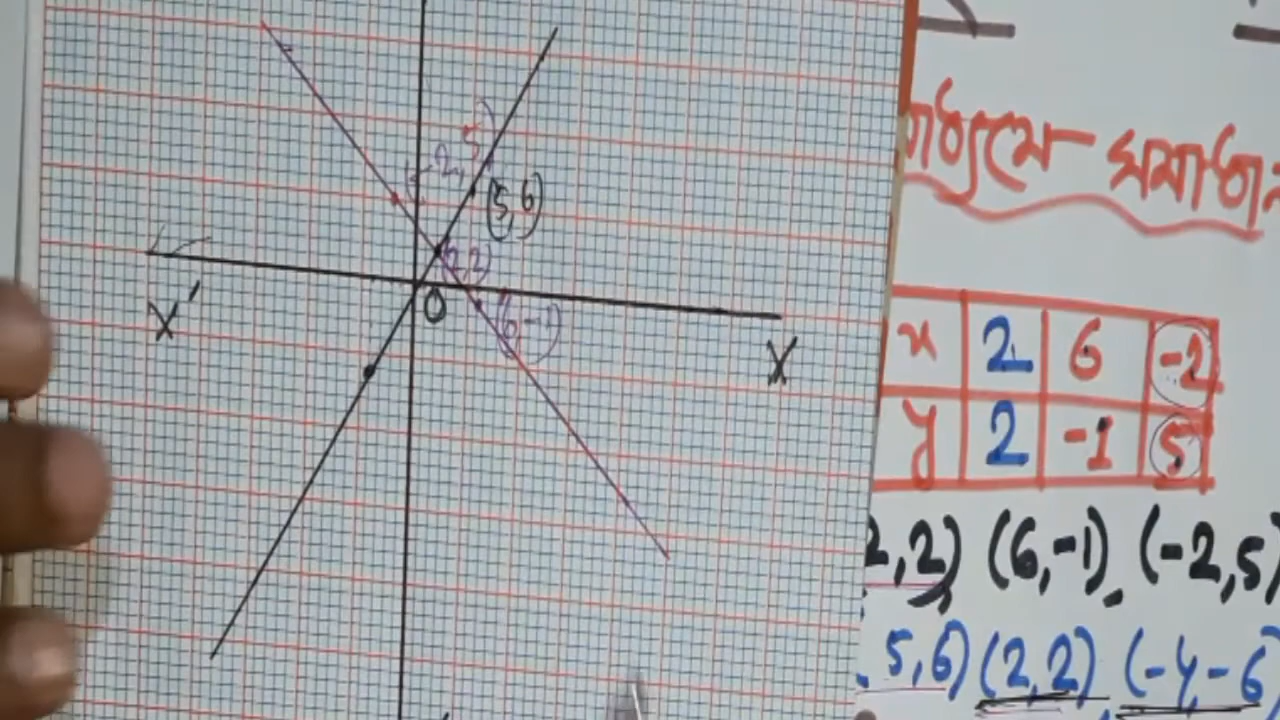 সমাধান
(-2, 5)
(5,6)
(2,2)
O
(6-1)
X′
X
x 2 6 -2
y 2 -1 5
2,2) (6,-1), (-2,5)
5,6) (2,2), (-4,-6